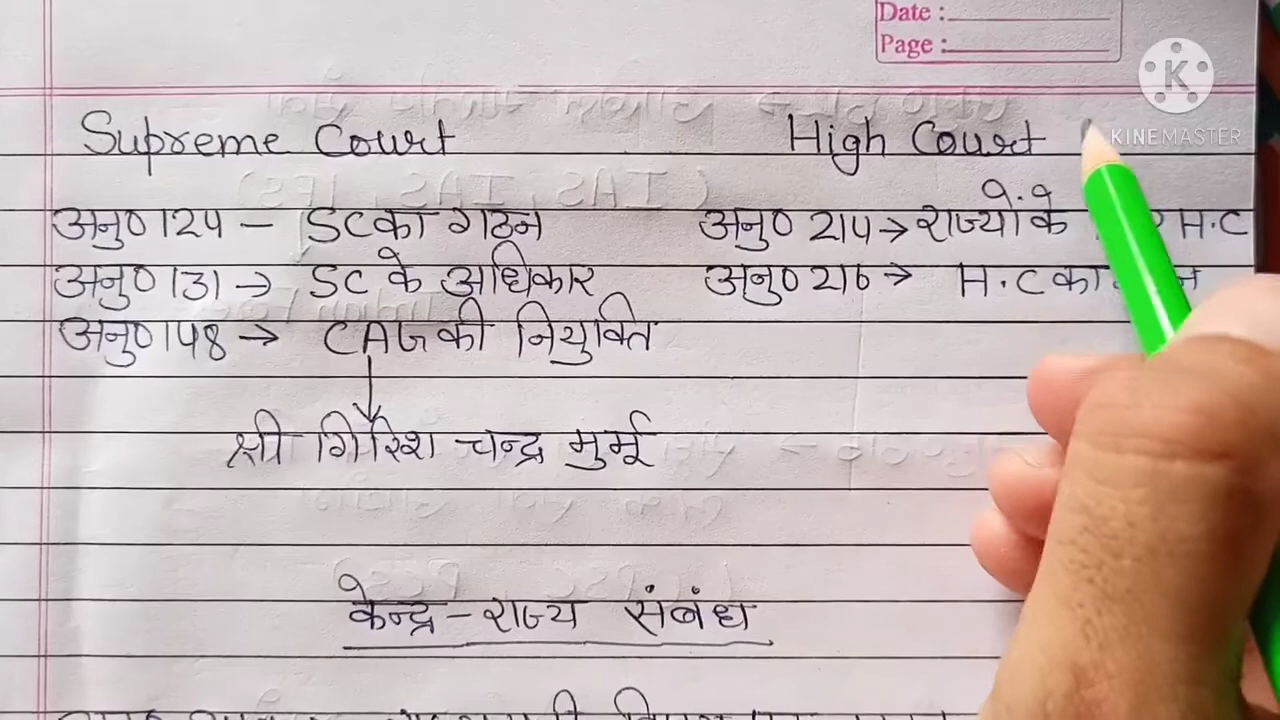 Date :
Page :
KINEMASTER
Supreme Court High Court
अनु० 124 - SC का गठन अनु० 214 → राज्यों के H.C
अनु० 131 → SC के अधिकार अनु० 216 → H.C का
अनु० 148 → CAG की नियुक्ति
श्री गिरिश चन्द्र मुर्मू
केन्द्र - राज्य संबंध